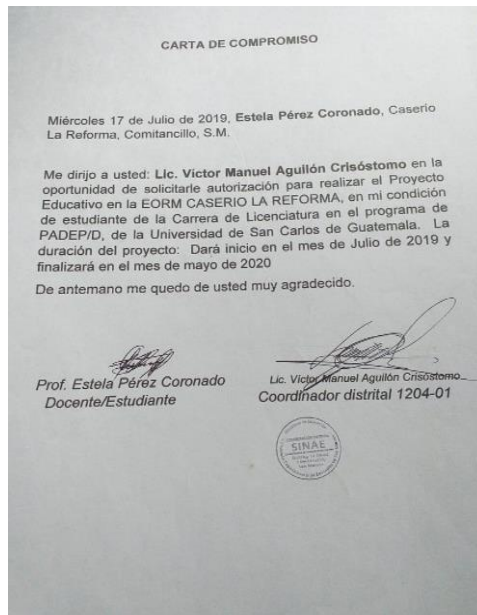 CARTA DE COMPROMISO
Miércoles 17 de Julio de 2019, Estela Pérez Coronado, Caserio
La Reforma, Comitancillo, S.M.
Me dirijo a usted: Lic. Victor Manuel Aguilón Crisóstomo en la
oportunidad de solicitarle autorización para realizar el Proyecto
Educativo en la EORM CASERIO LA REFORMA, en mi condición
de estudiante de la Carrera de Licenciatura en el programa de
PADEP/D, de la Universidad de San Carlos de Guatemala. La
duración del proyecto: Dará inicio en el mes de Julio de 2019 y
finalizará en el mes de mayo de 2020
De antemano me quedo de usted muy agradecido.
Prof. Estela Pérez Coronado
Docente/Estudiante
Lic. Victor Manuel Aguilón Crisóstomo
Coordinador distrital 1204-01
SINAE